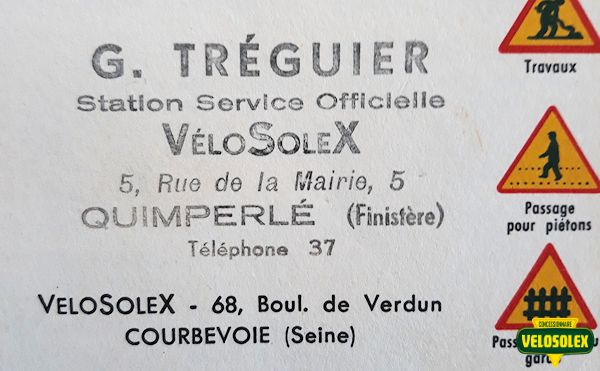 G. TRÉGUIER
Station Service Officielle
VÉLOSOLEX
5, Rue de la Mairie, 5
QUIMPERLÉ (Finistère)
Téléphone 37
VELOSOLEX - 68, Boul. de Verdun
COURBEVOIE (Seine)
Travaux
Passage
pour piétons
CONCESSIONNAIRE
VELOSOLEX